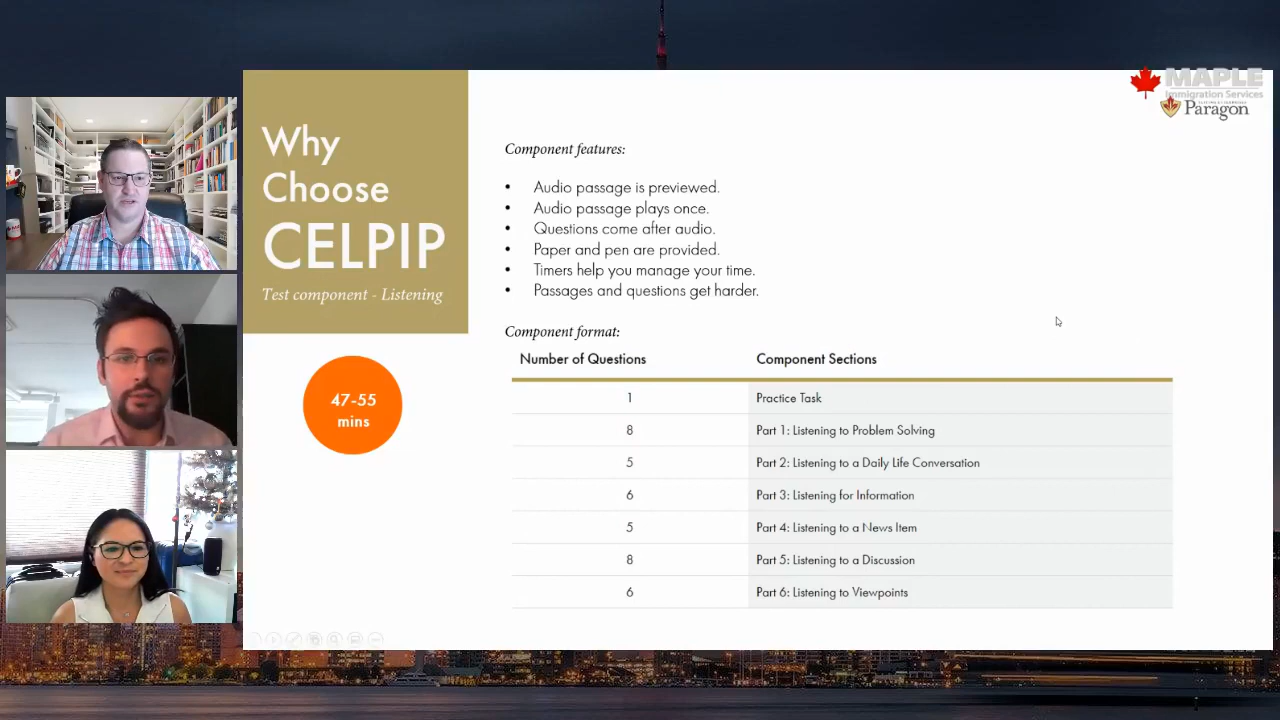 MAPLE
Immigration Services
Paragon
Why
Choose
CELPIP
Test component - Listening
47-55
mins
Component features:
• Audio passage is previewed.
• Audio passage plays once.
• Questions come after audio.
• Paper and pen are provided.
• Timers help you manage your time.
• Passages and questions get harder.
Component format:
Number of Questions Component Sections
1 Practice Task
8 Part 1: Listening to Problem Solving
5 Part 2: Listening to a Daily Life Conversation
6 Part 3: Listening for Information
5 Part 4: Listening to a News Item
8 Part 5: Listening to a Discussion
6 Part 6: Listening to Viewpoints